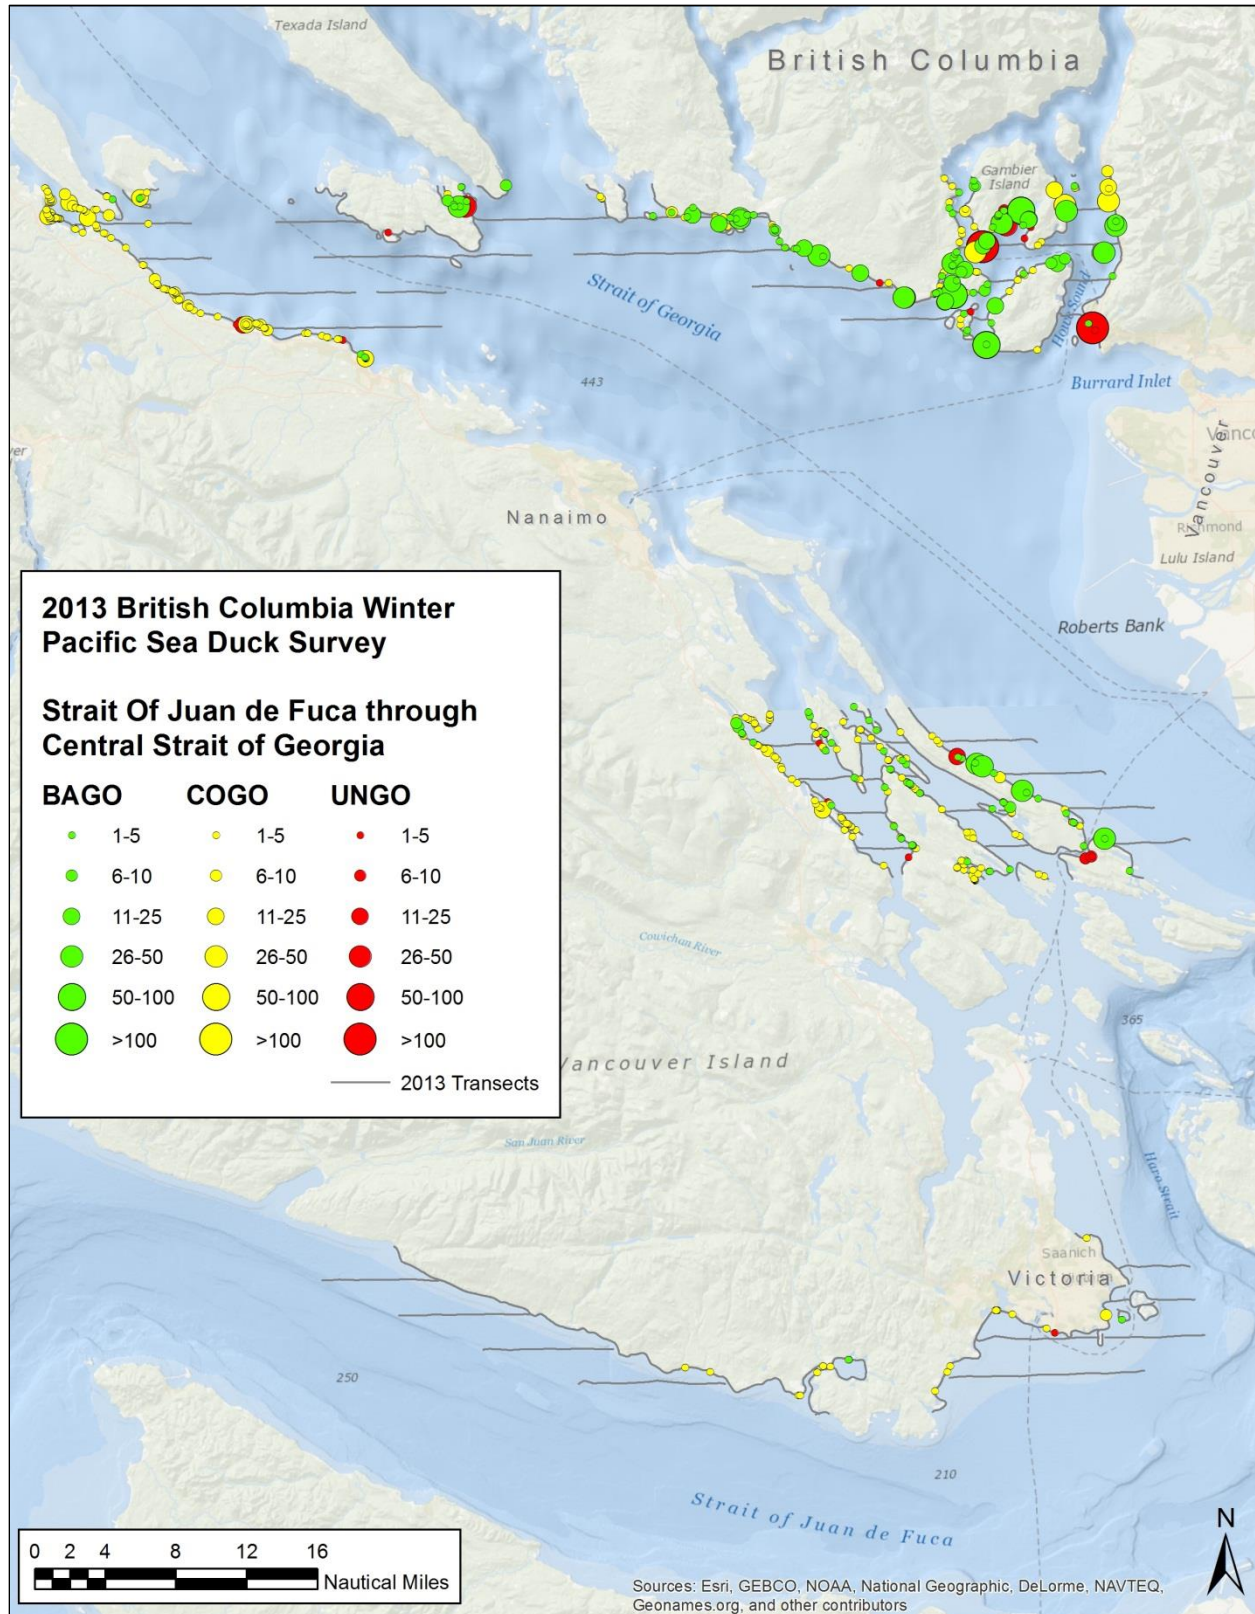 Texada Island
British Columbia
Gambier
Island
Strait of Georgia
Howe Sound
443
Burrard Inlet
Vanco
Vancouver
Richmond
Lulu Island
Nanaimo
Roberts Bank
2013 British Columbia Winter
Pacific Sea Duck Survey
Strait Of Juan de Fuca through
Central Strait of Georgia
BAGO COGO UNGO
1-5 1-5 1-5
6-10 6-10 6-10
11-25 11-25 11-25
26-50 26-50 26-50
50-100 50-100 50-100
>100 >100 >100
2013 Transects
Cowichan River
365
ancouver Island
San Juan River
Haro Strait
Saanich
Victoria
250
210
Strait of Juan de Fuca
N
0 2 4 8 12 16
Nautical Miles
Sources: Esri, GEBCO, NOAA, National Geographic, DeLorme, NAVTEQ,
Geonames.org, and other contributors